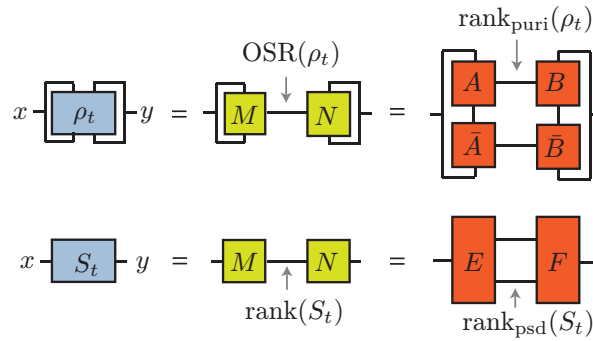 rank_puri(ρ_t)
OSR(ρ_t)
x ρ_t y = M N = A B
Ā B̄
x S_t y = M N = E F
rank(S_t) rank_psd(S_t)